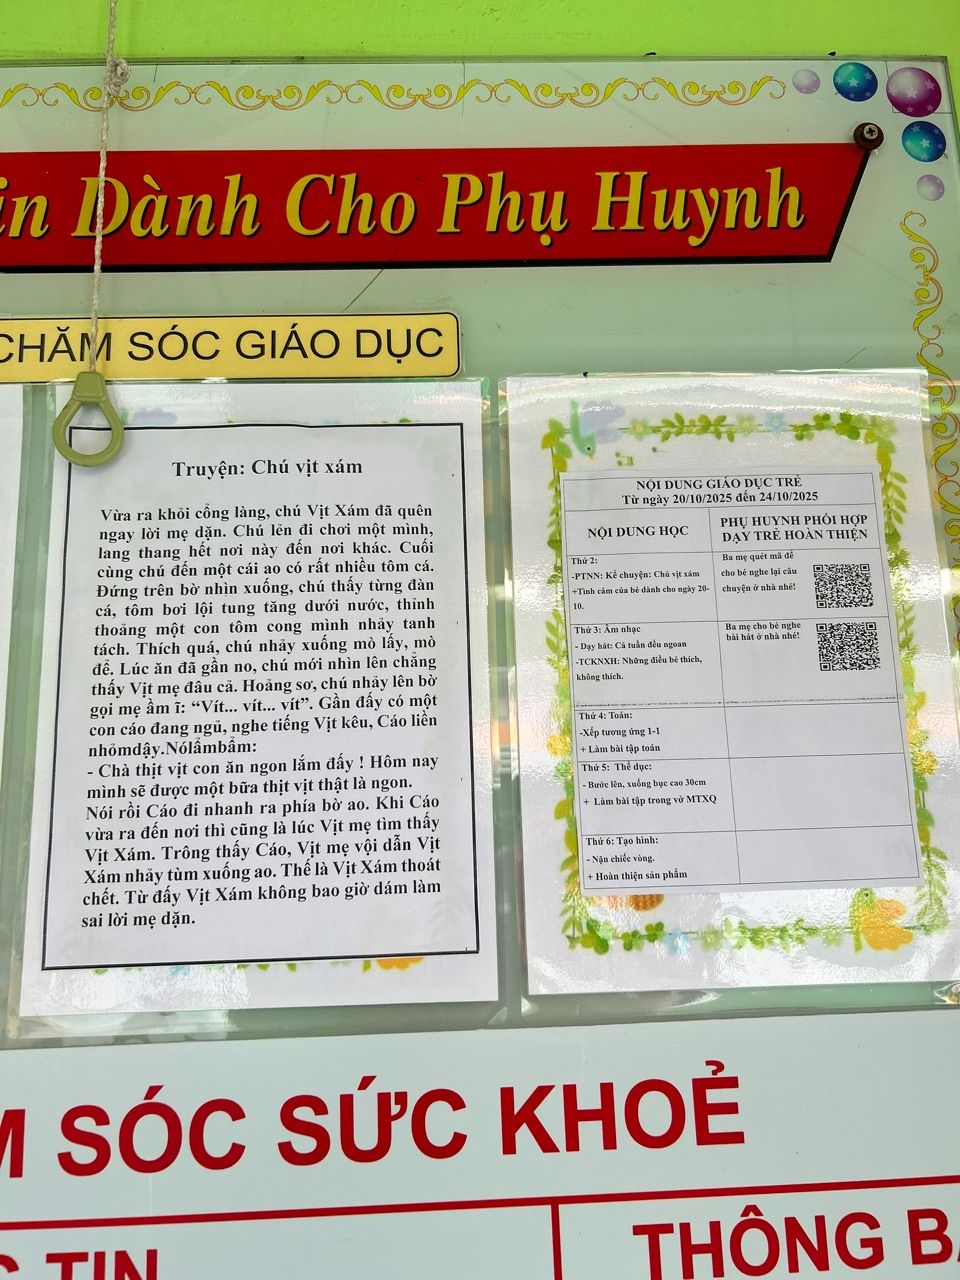 Dành Cho Phụ Huynh
CHĂM SÓC GIÁO DỤC
Truyện: Chú vịt xám
Vừa ra khỏi cổng làng, chú Vịt Xám đã quên
ngay lời mẹ dặn. Chú lẻn đi chơi một mình,
lang thang hết nơi này đến nơi khác. Cuối
cùng chú đến một cái ao có rất nhiều tôm cá.
Đứng trên bờ nhìn xuống, chú thấy từng đàn
cá, tôm bơi lội tung tăng dưới nước, thỉnh
thoảng một con tôm cong mình nhảy tanh
tách. Thích quá, chú nhảy xuống mò lấy, mò
để. Lúc ăn đã gần no, chú mới nhìn lên chẳng
thấy Vịt mẹ đâu cả. Hoảng sợ, chú nhảy lên bờ
gọi mẹ ầm ĩ: “Vít... vít... vít”. Gần đấy có một
con cáo đang ngủ, nghe tiếng Vịt kêu, Cáo liền
nhỏmdậy.Nólẩmbẩm:
- Chà thịt vịt con ăn ngon lắm đấy ! Hôm nay
mình sẽ được một bữa thịt vịt thật là ngon.
Nói rồi Cáo đi nhanh ra phía bờ ao. Khi Cáo
vừa ra đến nơi thì cũng là lúc Vịt mẹ tìm thấy
Vịt Xám. Trông thấy Cáo, Vịt mẹ vội dẫn Vịt
Xám nhảy tùm xuống ao. Thế là Vịt Xám thoát
chết. Từ đấy Vịt Xám không bao giờ dám làm
sai lời mẹ dặn.
NỘI DUNG GIÁO DỤC TRẺ
Từ ngày 20/10/2025 đến 24/10/2025
NỘI DUNG HỌC
PHỤ HUYNH PHỐI HỢP
DẠY TRẺ HOÀN THIỆN
Thứ 2:
-PTNN: Kể chuyện: Chú vịt xám
+Tình cảm của bé dành cho ngày 20-
10.
Ba mẹ quét mã để
cho bé nghe lại câu
chuyện ở nhà nhé!
Thứ 3: Âm nhạc
- Dạy hát: Cả tuần đều ngoan
-TCKNXH: Những điều bé thích,
không thích.
Ba mẹ cho bé nghe
bài hát ở nhà nhé!
Thứ 4: Toán:
-Xếp tương ứng 1-1
+ Làm bài tập toán
Thứ 5: Thể dục:
- Bước lên, xuống bục cao 30cm
+ Làm bài tập trong vở MTXQ
Thứ 6: Tạo hình:
- Nặn chiếc vòng.
+ Hoàn thiện sản phẩm
SÓC SỨC KHOẺ
TIN
THÔNG